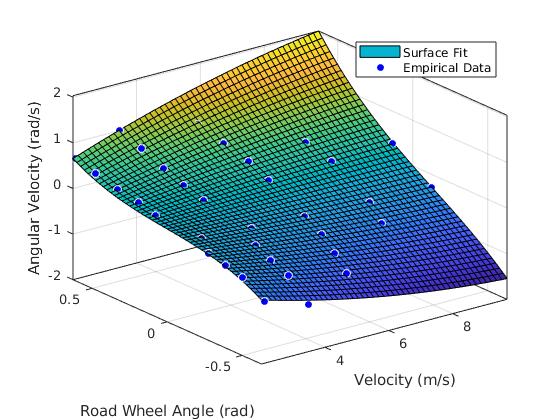 Surface Fit
Empirical Data
2
1
0
-1
-2
Angular Velocity (rad/s)
0.5
0
-0.5
Road Wheel Angle (rad)
4
6
8
Velocity (m/s)